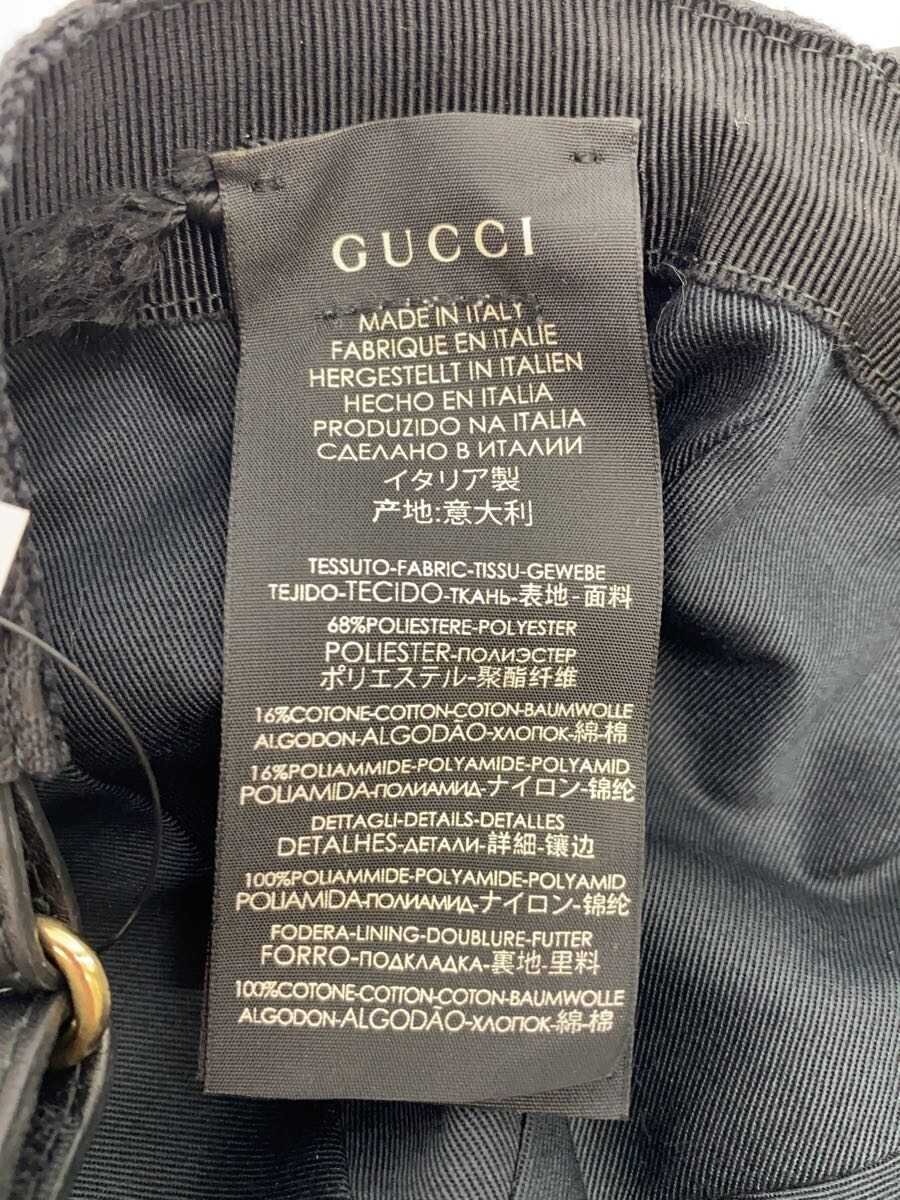 GUCCI
MADE IN ITALY
FABRIQUE EN ITALIE
HERGESTELLT IN ITALIEN
HECHO EN ITALIA
PRODUZIDO NA ITALIA
СДЕЛАНО В ИТАЛИИ
イタリア製
产地:意大利
TESSUTO-FABRIC-TISSU-GEWEBE
TEJIDO-TECIDO-ТКАНЬ-表地-面料
68%POLIESTERE-POLYESTER
POLIESTER-ПОЛИЭСТЕР
ポリエステル-聚酯纤维
16%COTONE-COTTON-COTON-BAUMWOLLE
ALGODON-ALGODÃO-ХЛОПОК-綿-棉
16%POLIAMMIDE-POLYAMIDE-POLYAMID
POLIAMIDA-ПОЛИАМИД-ナイロン-锦纶
DETTAGLI-DETAILS-DETALLES
DETALHES-ДЕТАЛИ-詳細-镶边
100%POLIAMMIDE-POLYAMIDE-POLYAMID
POLIAMIDA-ПОЛИАМИД-ナイロン-锦纶
FODERA-LINING-DOUBLURE-FUTTER
FORRO-ПОДКЛАДКА-裏地-里料
100%COTONE-COTTON-COTON-BAUMWOLLE
ALGODON-ALGODÃO-ХЛОПОК-綿-棉